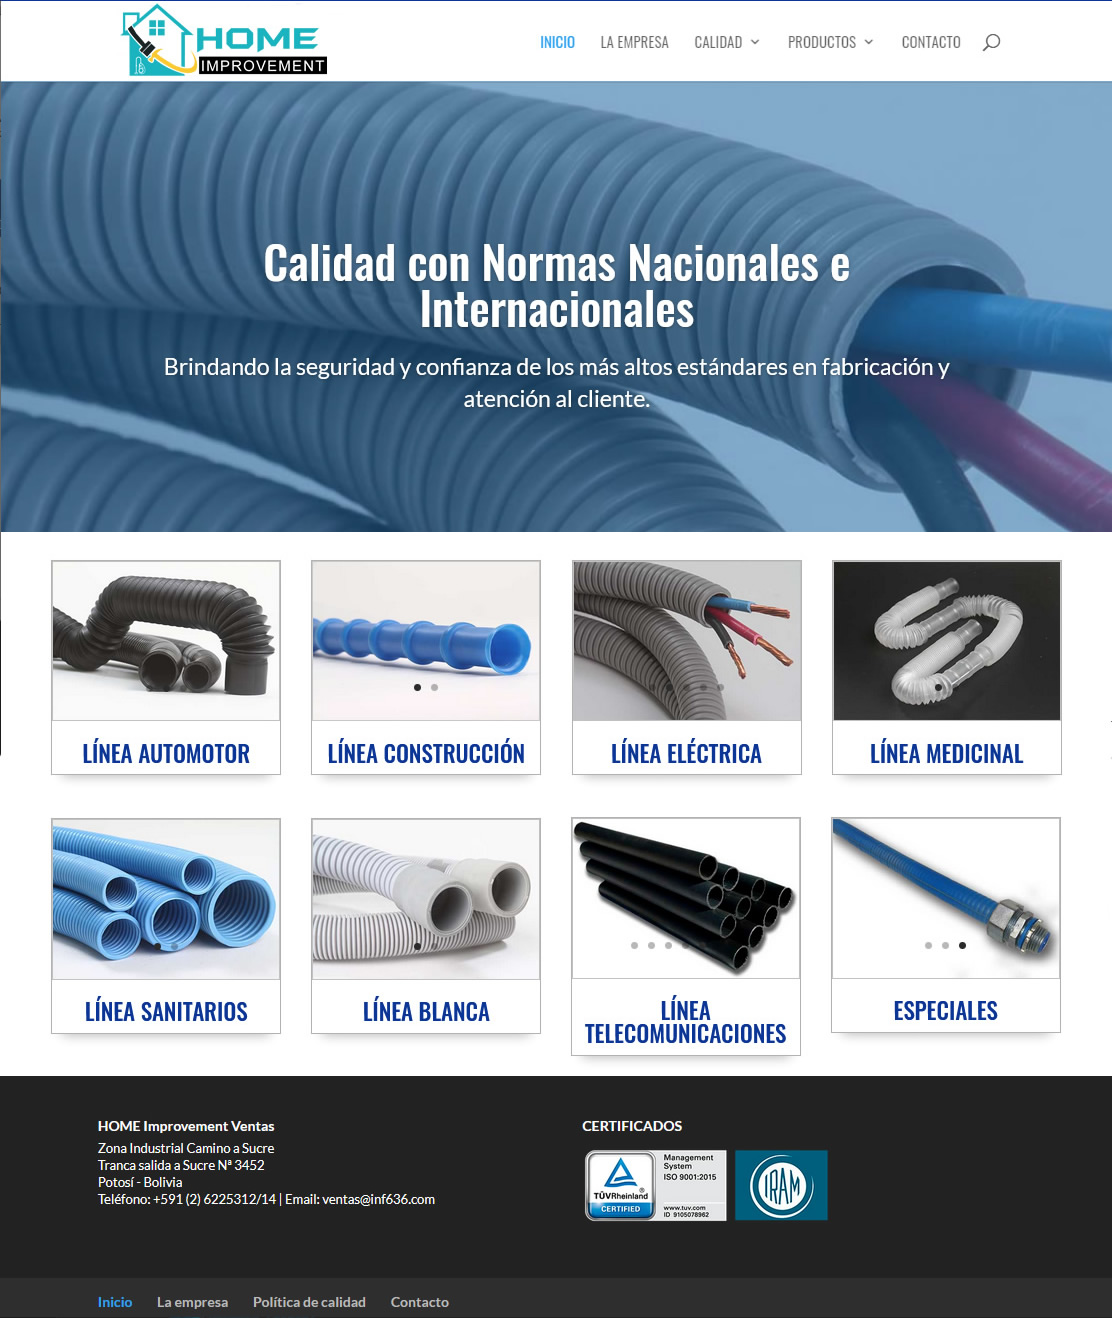 HOME
IMPROVEMENT
INICIO
LA EMPRESA
CALIDAD
PRODUCTOS
CONTACTO
Calidad con Normas Nacionales e
Internacionales
Brindando la seguridad y confianza de los más altos estándares en fabricación y
atención al cliente.
LÍNEA AUTOMOTOR
LÍNEA CONSTRUCCIÓN
LÍNEA ELÉCTRICA
LÍNEA MEDICINAL
LÍNEA SANITARIOS
LÍNEA BLANCA
LÍNEA
TELECOMUNICACIONES
ESPECIALES
HOME Improvement Ventas
Zona Industrial Camino a Sucre
Tranca salida a Sucre Nª 3452
Potosí - Bolivia
Teléfono: +591 (2) 6225312/14 | Email: ventas@inf636.com
CERTIFICADOS
TÜVRheinland
CERTIFIED
Management
System
ISO 9001:2015
www.tuv.com
ID 9105078962
IRAM
Inicio
La empresa
Política de calidad
Contacto